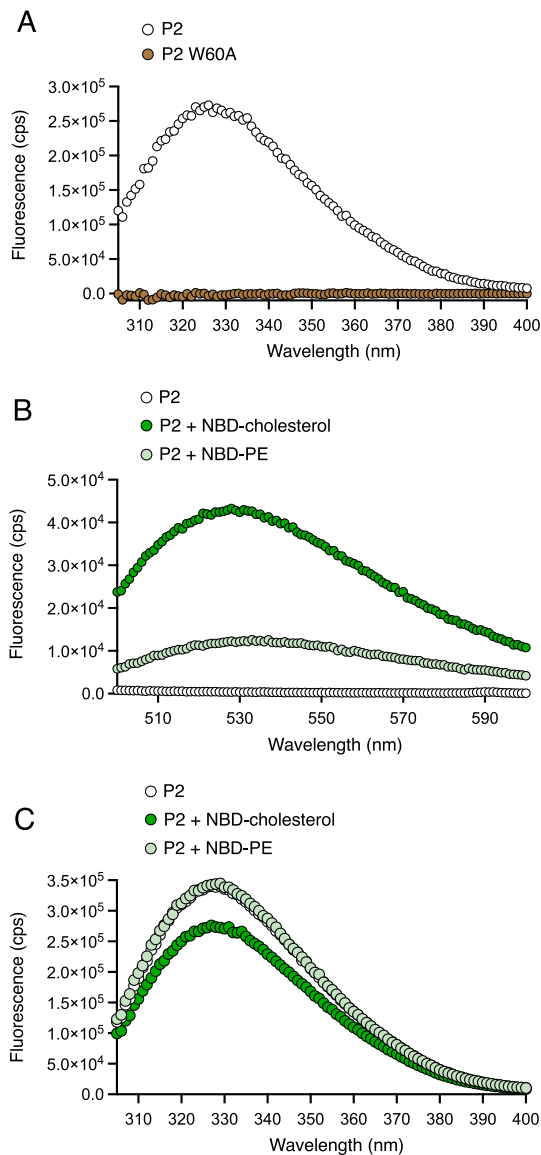 A
P2
P2 W60A
Fluorescence (cps)
3.0×10⁵
2.5×10⁵
2.0×10⁵
1.5×10⁵
1.0×10⁵
5.0×10⁴
0.0
310 320 330 340 350 360 370 380 390 400
Wavelength (nm)
B
P2
P2 + NBD-cholesterol
P2 + NBD-PE
Fluorescence (cps)
5.0×10⁴
4.0×10⁴
3.0×10⁴
2.0×10⁴
1.0×10⁴
0.0
510 530 550 570 590
Wavelength (nm)
C
P2
P2 + NBD-cholesterol
P2 + NBD-PE
Fluorescence (cps)
3.5×10⁵
3.0×10⁵
2.5×10⁵
2.0×10⁵
1.5×10⁵
1.0×10⁵
5.0×10⁴
0.0
310 320 330 340 350 360 370 380 390 400
Wavelength (nm)